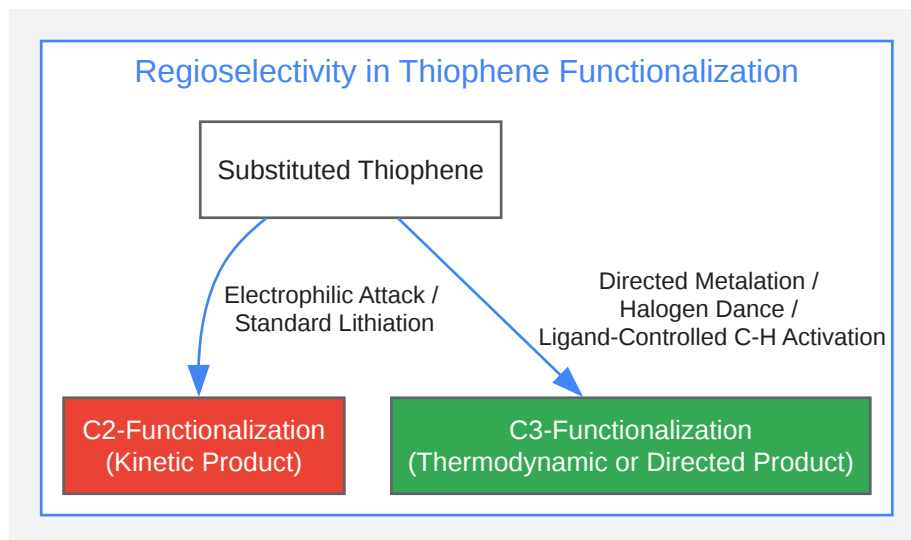 Regioselectivity in Thiophene Functionalization
Substituted Thiophene
Electrophilic Attack /
Standard Lithiation
Directed Metalation /
Halogen Dance /
Ligand-Controlled C-H Activation
C2-Functionalization
(Kinetic Product)
C3-Functionalization
(Thermodynamic or Directed Product)